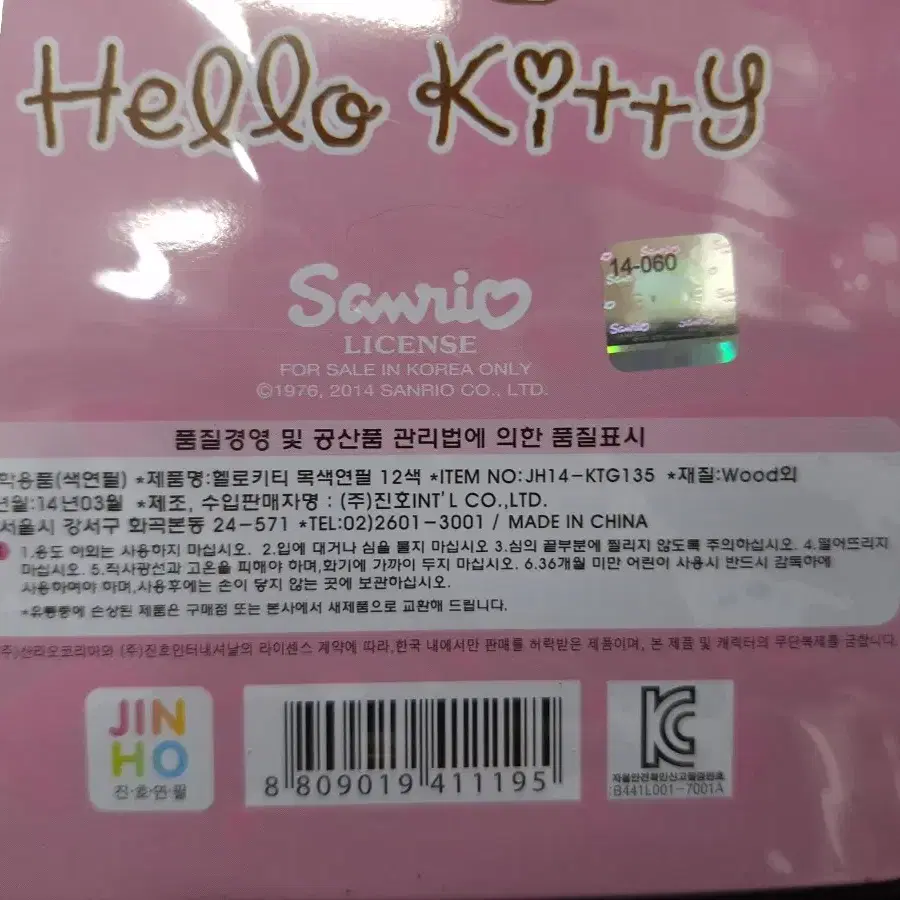 Hello Kitty
Sanrio
LICENSE
FOR SALE IN KOREA ONLY
©1976, 2014 SANRIO CO., LTD.
14-060
Sanrio
품질경영 및 공산품 관리법에 의한 품질표시
학용품(색연필) *제품명:헬로키티 목색연필 12색 *ITEM NO:JH14-KTG135 *재질:Wood외
년월:14년03월 *제조, 수입판매자명 : (주)진호INT'L CO.,LTD.
서울시 강서구 화곡본동 24-571 *TEL:02)2601-3001 / MADE IN CHINA
1.용도 이외는 사용하지 마십시오. 2.입에 대거나 심을 물지 마십시오 3.심의 끝부분에 찔리지 않도록 주의하십시오. 4.떨어뜨리지
마십시오. 5.직사광선과 고온을 피해야 하며,화기에 가까이 두지 마십시오. 6.36개월 미만 어린이 사용시 반드시 감독하에
사용하여야 하며,사용후에는 손이 닿지 않는 곳에 보관하십시오.
*유통중에 손상된 제품은 구매점 또는 본사에서 새제품으로 교환해 드립니다.
주)산리오코리아와 (주)진호인터내셔날의 라이센스 계약에 따라,한국 내에서만 판매를 허락받은 제품이며, 본 제품 및 캐릭터의 무단복제를 금합니다.
JIN
HO
진·호·연·필
8 809019 411195
KC
자율안전확인신고필증번호
B441L001-7001A